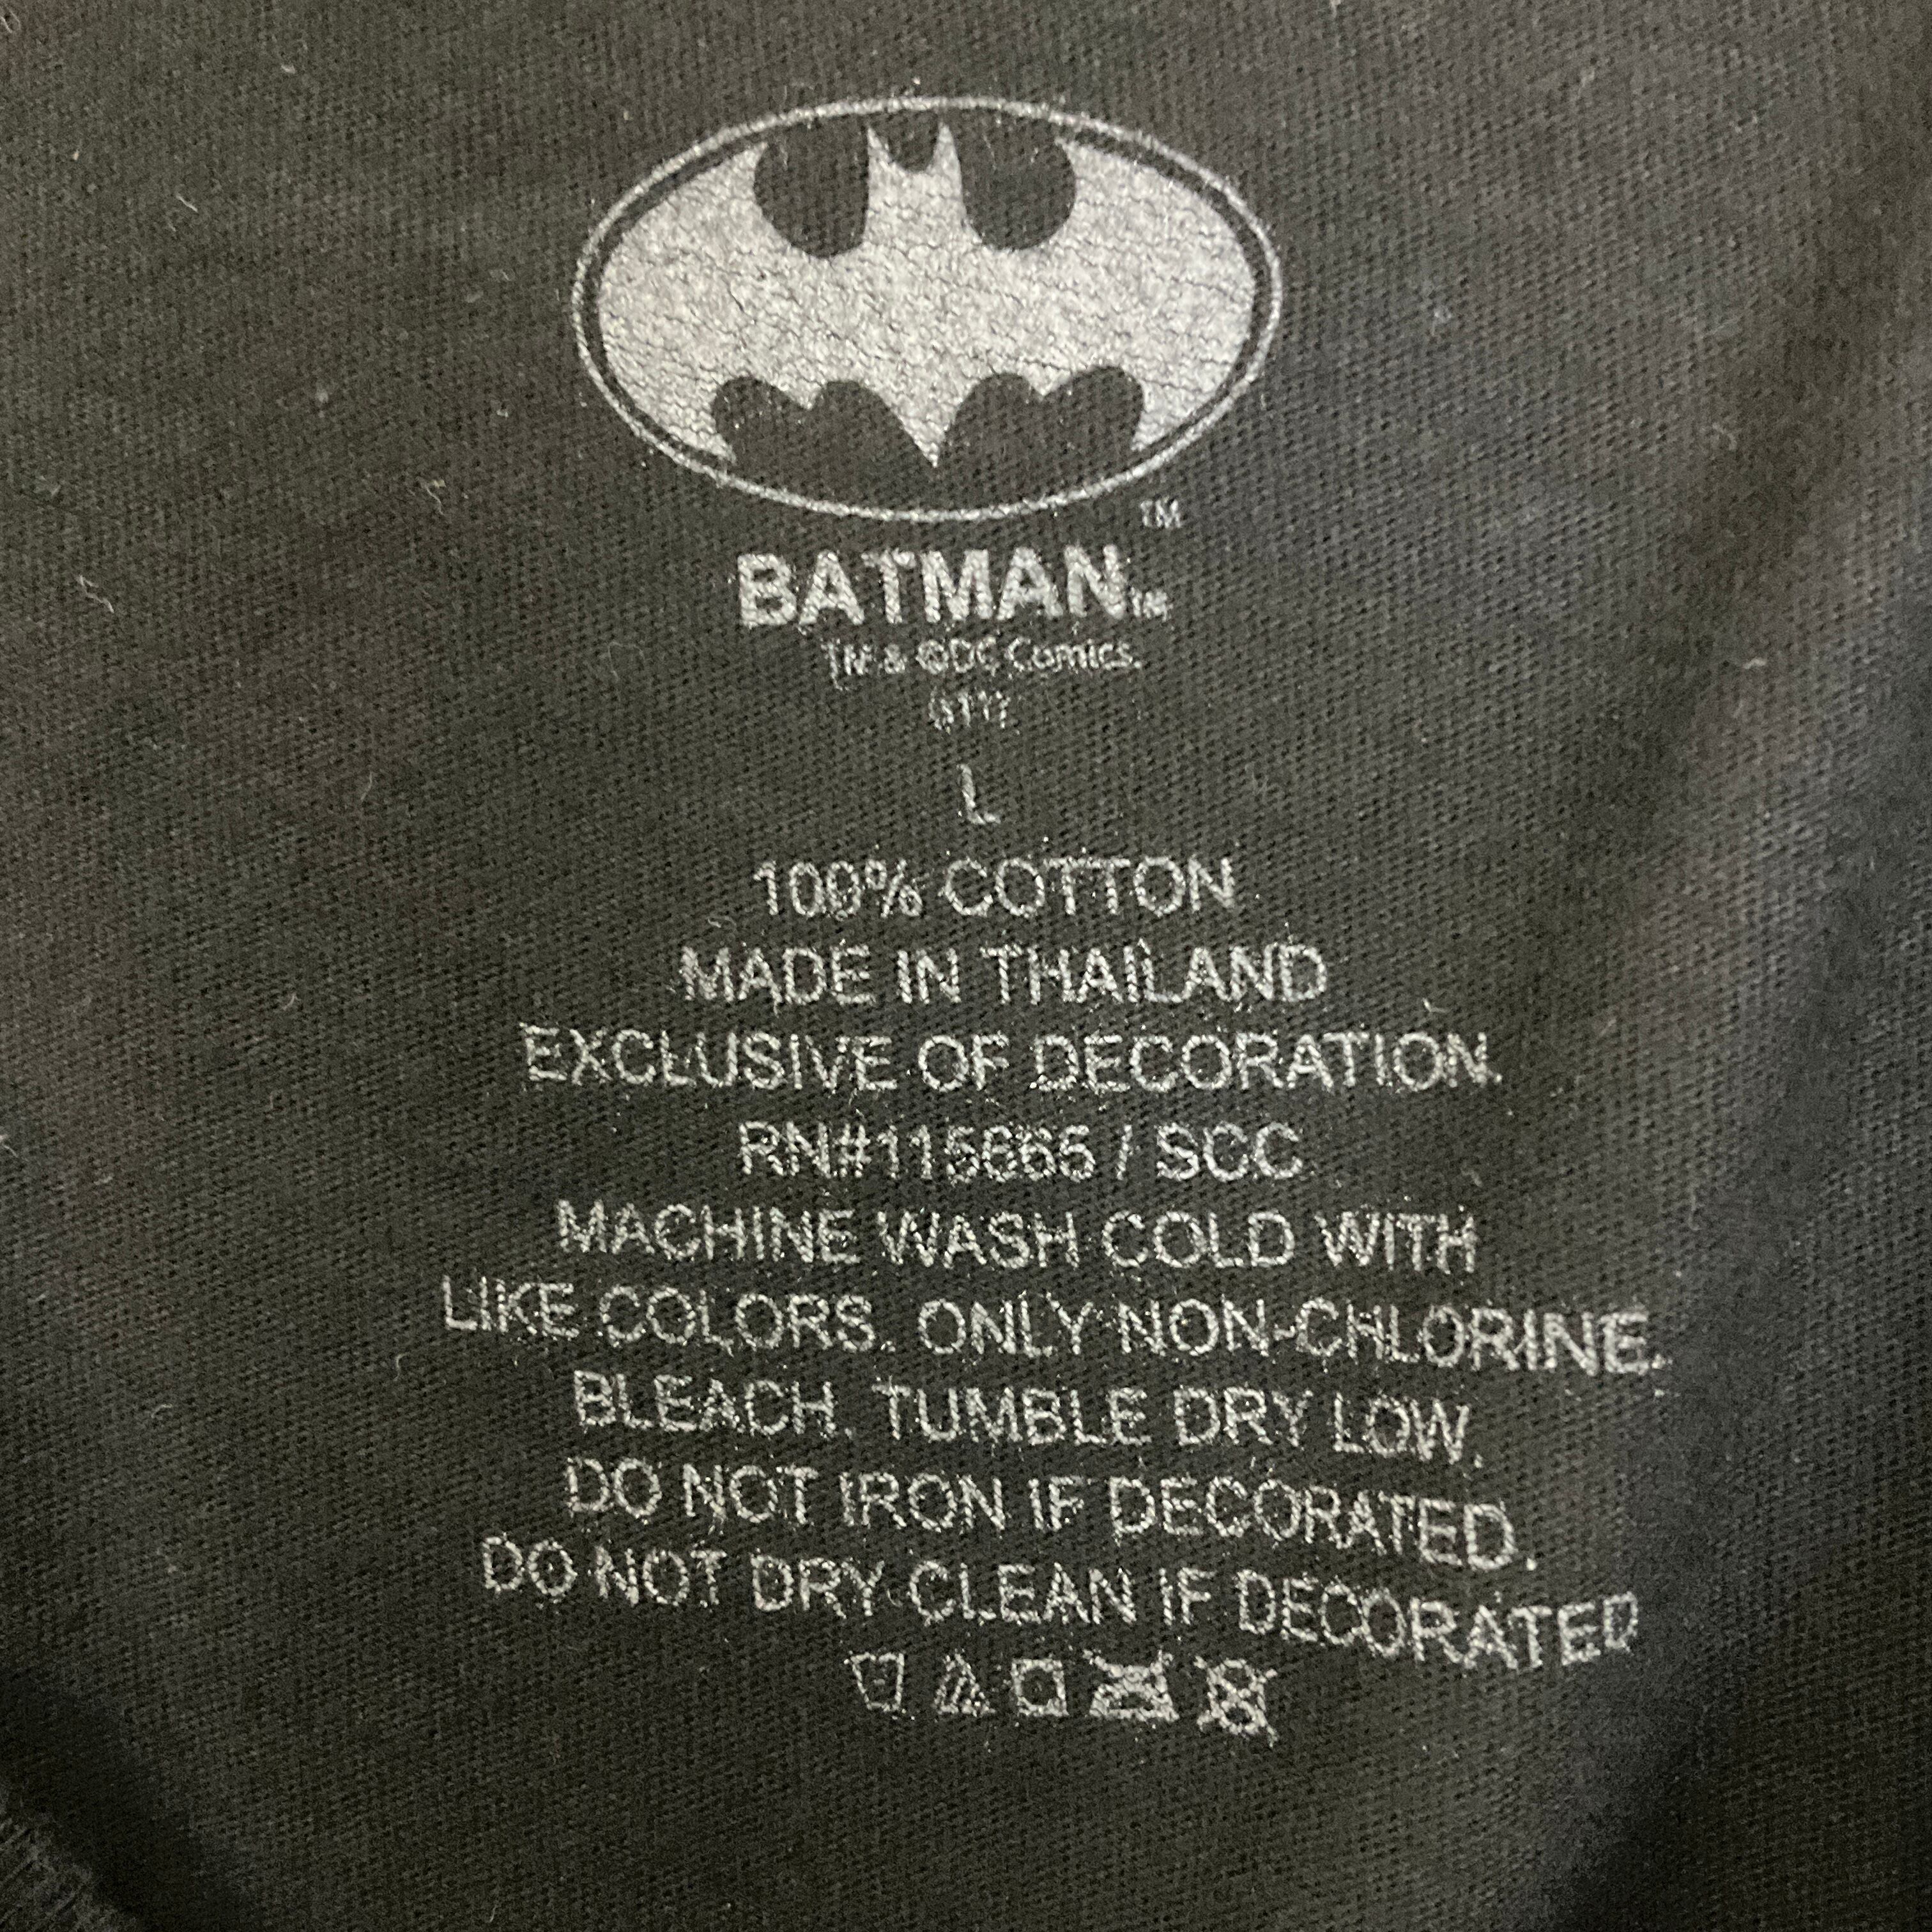 TM
BATMAN™
TM & © DC Comics.
L
100% COTTON
MADE IN THAILAND
EXCLUSIVE OF DECORATION.
RN#115665 / SCC
MACHINE WASH COLD WITH
LIKE COLORS. ONLY NON-CHLORINE
BLEACH. TUMBLE DRY LOW.
DO NOT IRON IF DECORATED.
DO NOT DRY CLEAN IF DECORATED